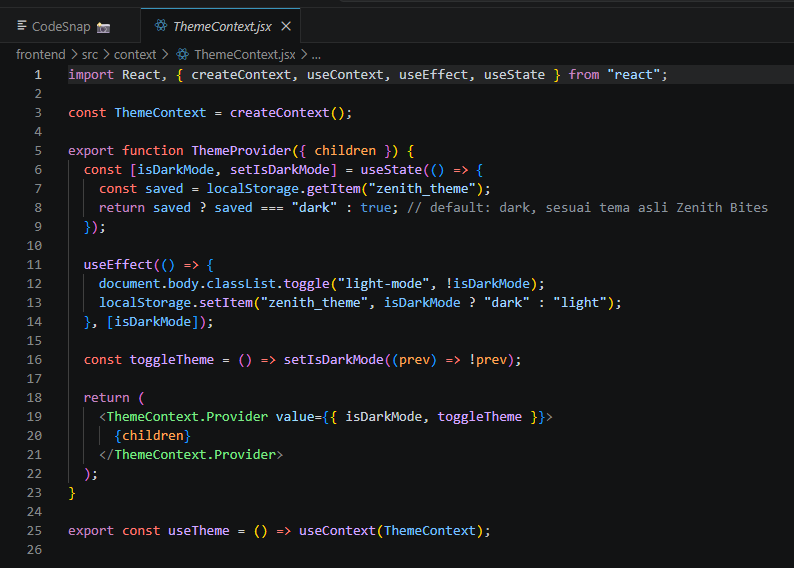 CodeSnap
ThemeContext.jsx
frontend > src > context > ThemeContext.jsx > ...
1 import React, { createContext, useContext, useEffect, useState } from "react";
2
3 const ThemeContext = createContext();
4
5 export function ThemeProvider({ children }) {
6   const [isDarkMode, setIsDarkMode] = useState(() => {
7     const saved = localStorage.getItem("zenith_theme");
8     return saved ? saved === "dark" : true; // default: dark, sesuai tema asli Zenith Bites
9   });
10
11   useEffect(() => {
12     document.body.classList.toggle("light-mode", !isDarkMode);
13     localStorage.setItem("zenith_theme", isDarkMode ? "dark" : "light");
14   }, [isDarkMode]);
15
16   const toggleTheme = () => setIsDarkMode((prev) => !prev);
17
18   return (
19     <ThemeContext.Provider value={{ isDarkMode, toggleTheme }}>
20       {children}
21     </ThemeContext.Provider>
22   );
23 }
24
25 export const useTheme = () => useContext(ThemeContext);
26